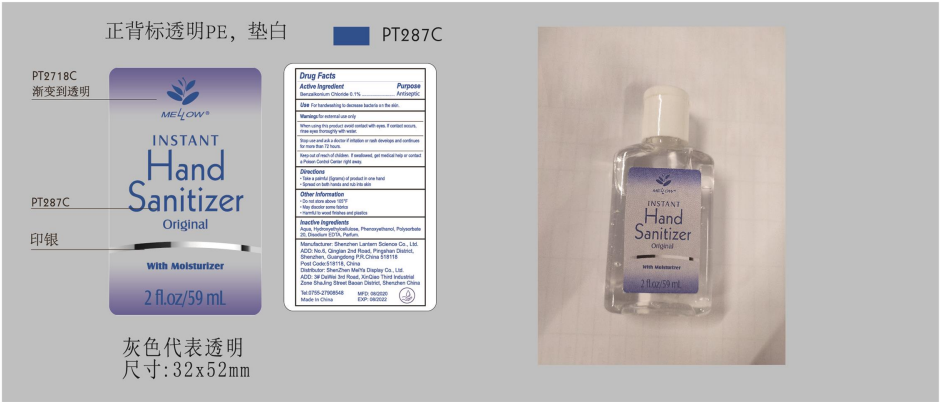 正背标透明PE，垫白
PT287C
PT2718C
渐变到透明
MELLOW®
INSTANT
Hand
Sanitizer
Original
With Moisturizer
2 fl.oz/59 mL
PT287C
印银
灰色代表透明
尺寸:32x52mm
Drug Facts
Active Ingredient Purpose
Benzalkonium Chloride 0.1% Antiseptic
Use For handwashing to decrease bacteria on the skin.
Warnings for external use only
When using this product avoid contact with eyes. If contact occurs,
rinse eyes thoroughly with water.
Stop use and ask a doctor if irritation or rash develops and continues
for more than 72 hours.
Keep out of reach of children. If swallowed, get medical help or contact
a Poison Control Center right away.
Directions
• Take a palmful (5grams) of product in one hand
• Spread on both hands and rub into skin
Other Information
• Do not store above 105°F
• May discolor some fabrics
• Harmful to wood finishes and plastics
Inactive Ingredients
Aqua, Hydroxyethylcellulose, Phenoxyethanol, Polysorbate
20, Disodium EDTA, Parfum.
Manufacturer: Shenzhen Lantern Science Co., Ltd.
ADD: No.6, Qinglan 2nd Road, Pingshan District,
Shenzhen, Guangdong P.R.China 518118
Post Code:518118, China
Distributor: ShenZhen MeiYa Display Co., Ltd.
ADD: 3# DaWei 3rd Road, XinQiao Third Industrial
Zone ShaJing Street Baoan District, Shenzhen China
Tel:0755-27908548 MFD: 09/2020
Made In China EXP: 09/2022
MELLOW
INSTANT
Hand
Sanitizer
Original
With Moisturizer
2 fl.oz/59 mL